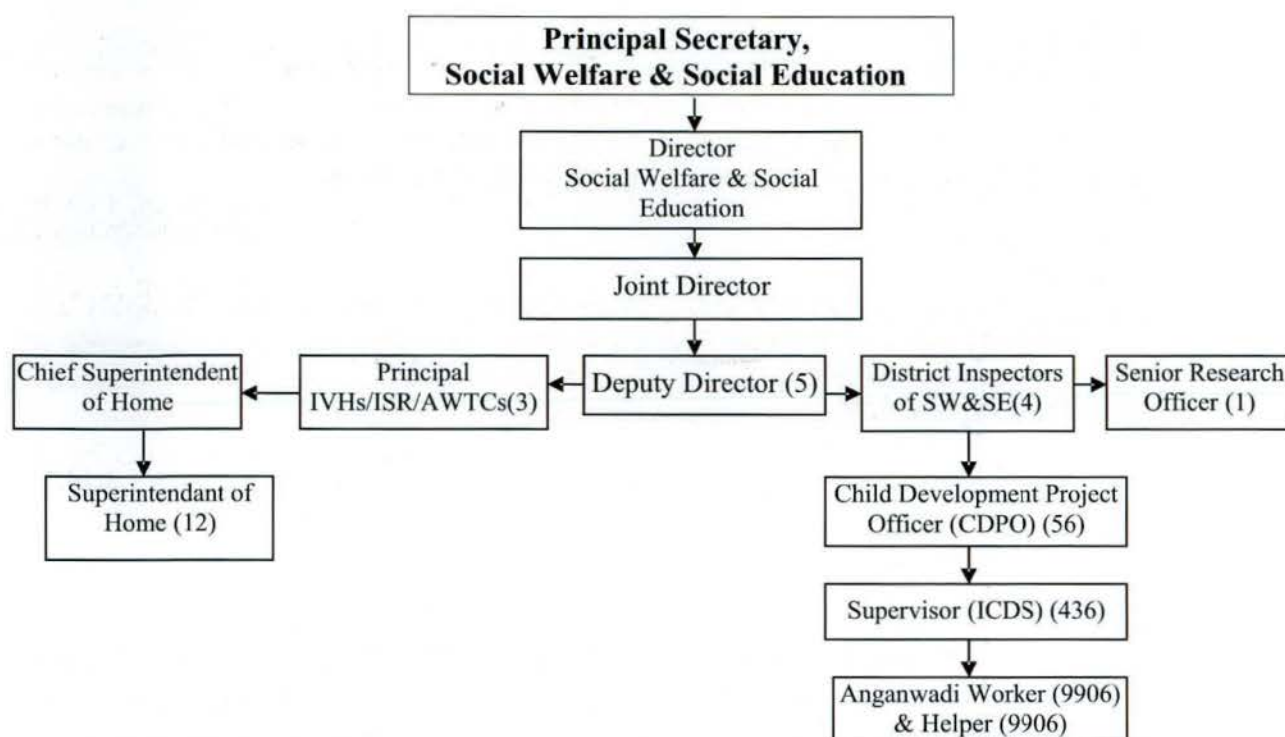 Principal Secretary,
Social Welfare & Social Education
Director
Social Welfare & Social
Education
Joint Director
Chief Superintendent
of Home
Principal
IVHs/ISR/AWTCs(3)
Deputy Director (5)
District Inspectors
of SW&SE(4)
Senior Research
Officer (1)
Superintendant of
Home (12)
Child Development Project
Officer (CDPO) (56)
Supervisor (ICDS) (436)
Anganwadi Worker (9906)
& Helper (9906)